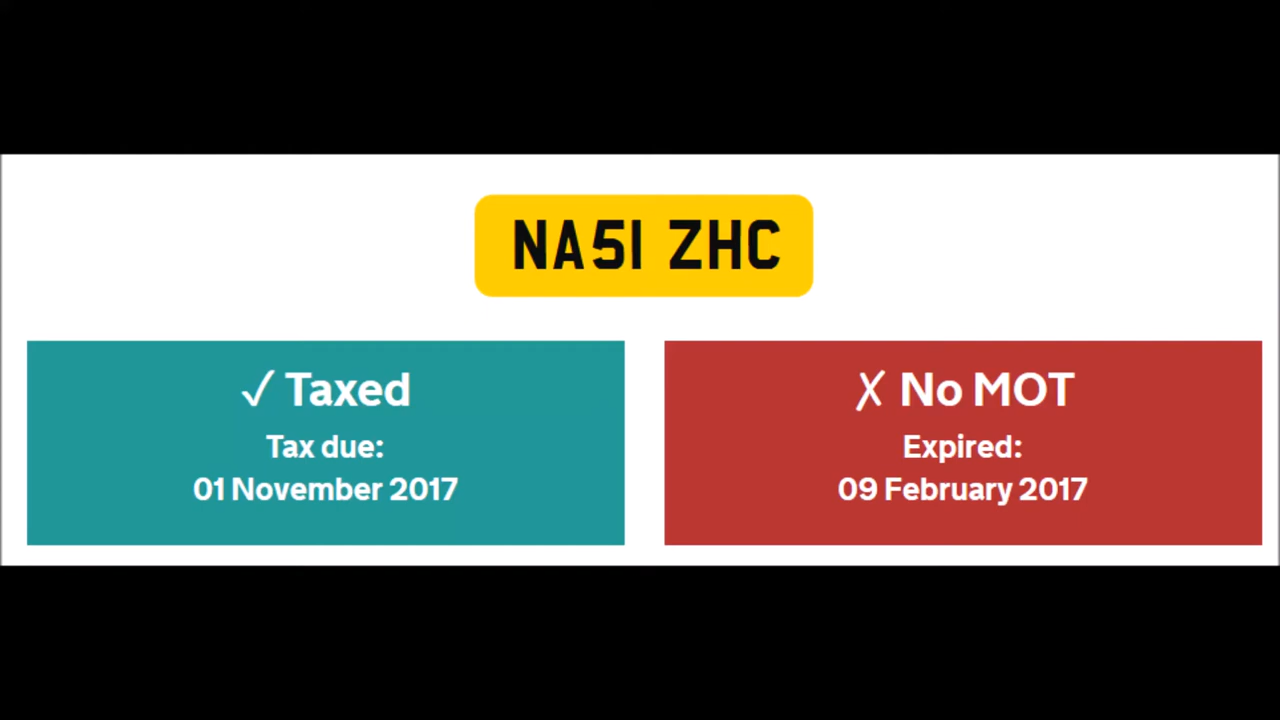 NA51 ZHC
✓ Taxed
Tax due:
01 November 2017
✗ No MOT
Expired:
09 February 2017